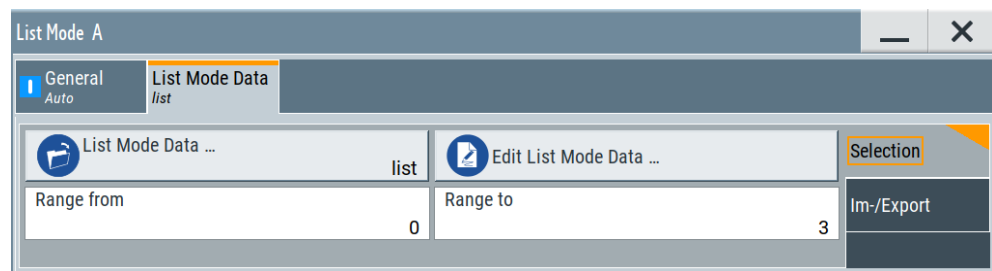 List Mode A
General
Auto
List Mode Data
list
List Mode Data ...
list
Edit List Mode Data ...
Selection
Range from
0
Range to
3
Im-/Export